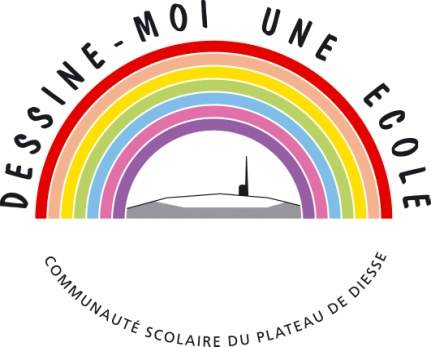 DESSINE-MOI UNE ECOLE
COMMUNAUTÉ SCOLAIRE DU PLATEAU DE DIESSE